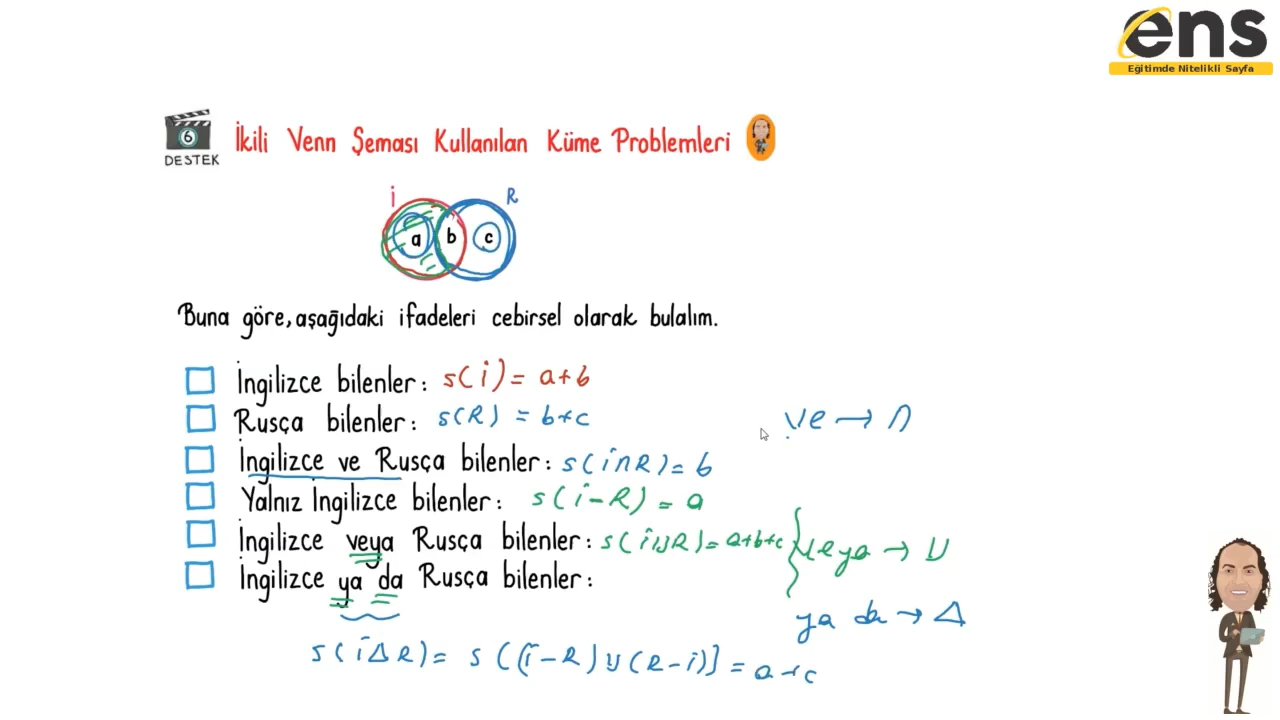 ens
Eğitimde Nitelikli Sayfa
6
DESTEK
İkili Venn Şeması Kullanılan Küme Problemleri
İ R
a b c
Buna göre, aşağıdaki ifadeleri cebirsel olarak bulalım.
İngilizce bilenler: s(İ) = a+b
Rusça bilenler: s(R) = b+c
ve → ∩
İngilizce ve Rusça bilenler: s(İ∩R) = b
Yalnız İngilizce bilenler: s(İ-R) = a
İngilizce veya Rusça bilenler: s(İ∪R) = a+b+c
veya → ∪
İngilizce ya da Rusça bilenler:
ya da → Δ
s(İΔR) = s((İ-R)∪(R-İ)) = a+c